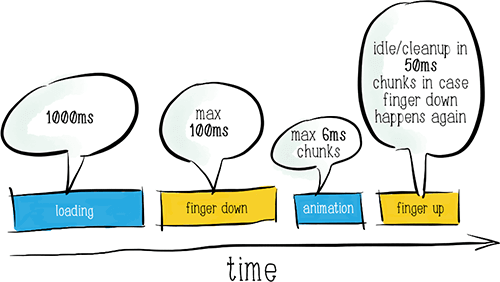 1000ms
max
100ms
max 6ms
chunks
idle/cleanup in
50ms
chunks in case
finger down
happens again
loading
finger down
animation
finger up
time